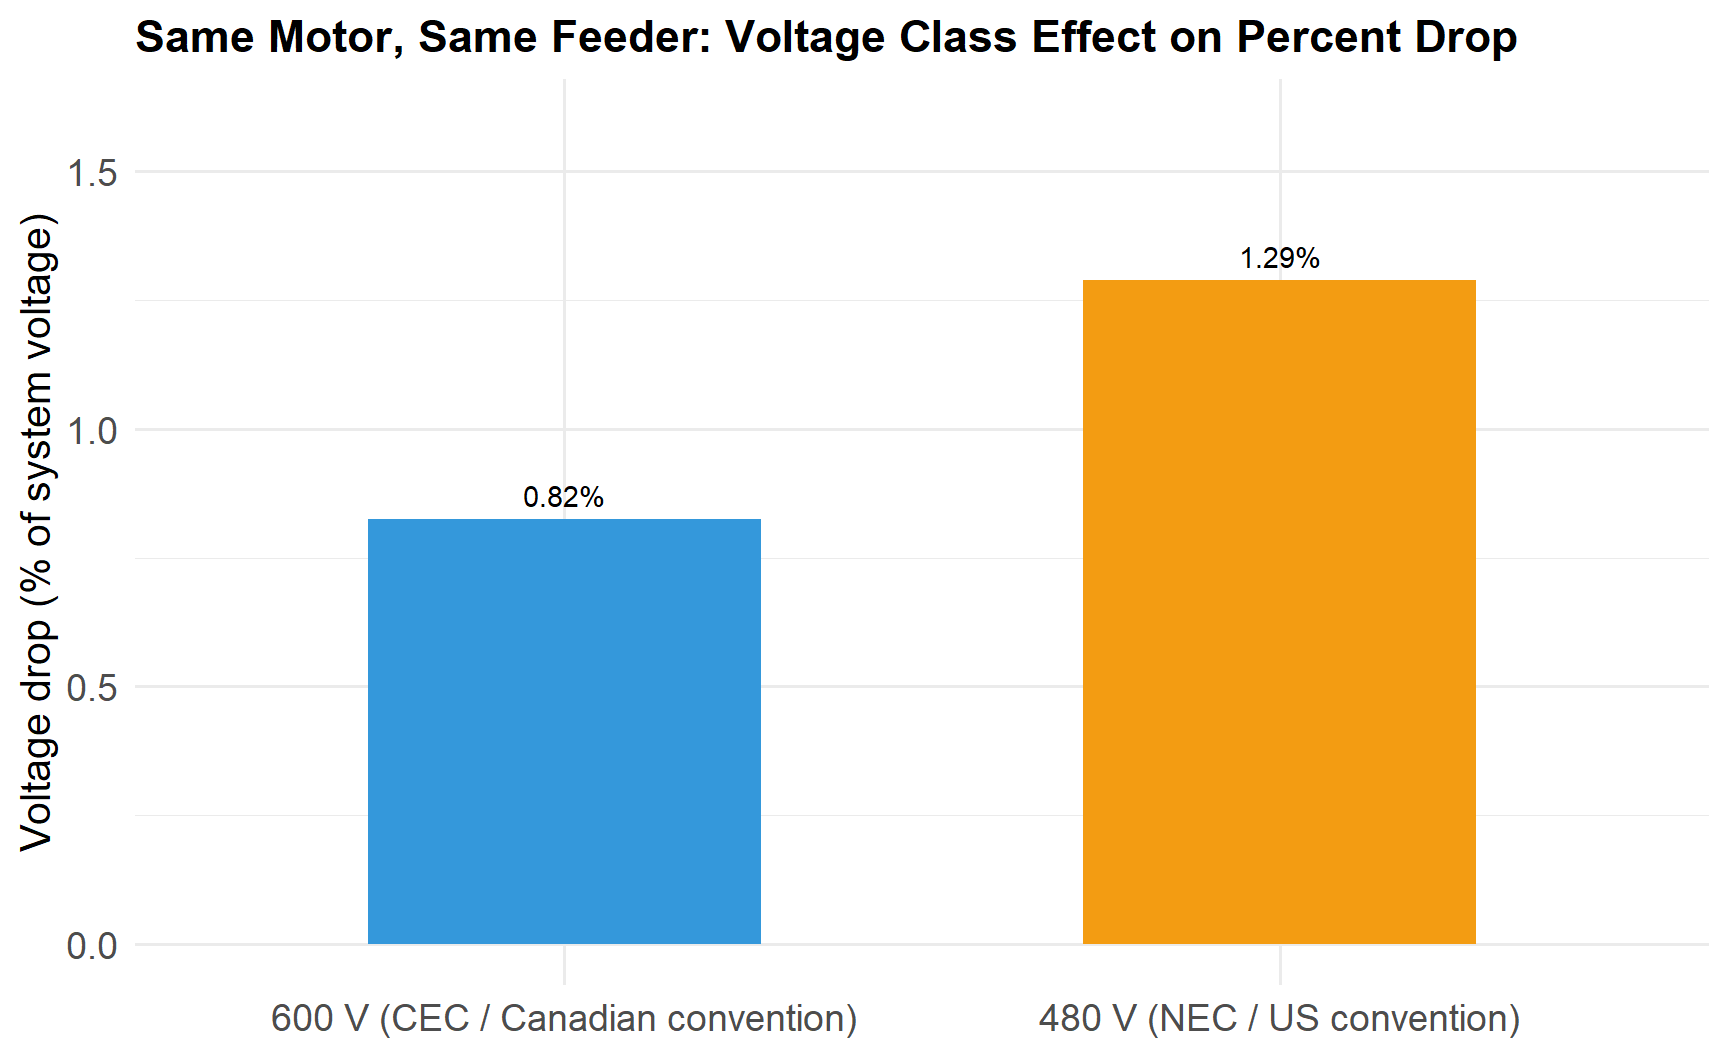 Same Motor, Same Feeder: Voltage Class Effect on Percent Drop
Voltage drop (% of system voltage)
1.5
1.0
0.5
0.0
0.82%
1.29%
600 V (CEC / Canadian convention)
480 V (NEC / US convention)